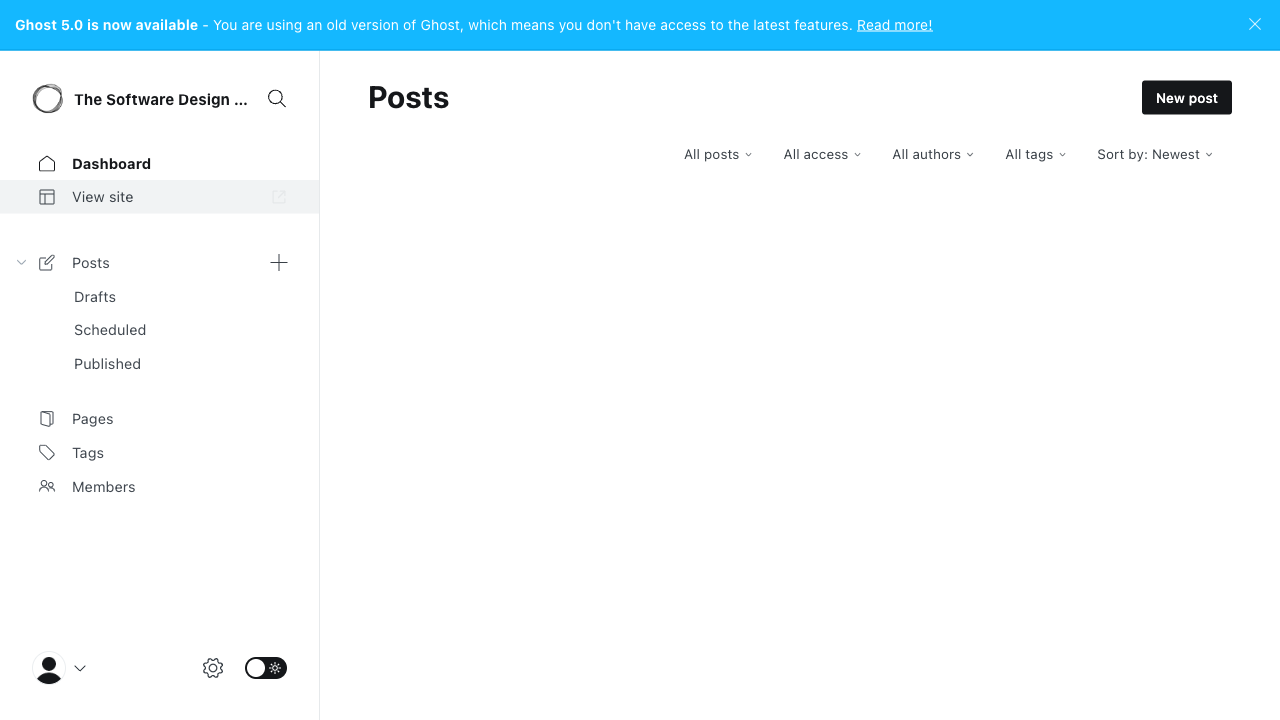 Ghost 5.0 is now available - You are using an old version of Ghost, which means you don't have access to the latest features. Read more!
The Software Design ...
Dashboard
View site
Posts
Drafts
Scheduled
Published
Pages
Tags
Members
Posts
New post
All posts
All access
All authors
All tags
Sort by: Newest